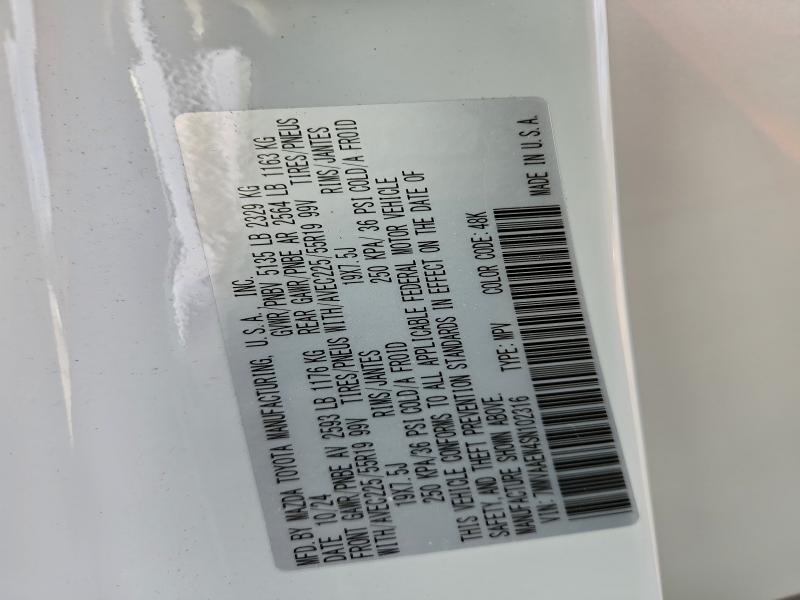 MFD.BY MAZDA TOYOTA MANUFACTURING, U.S.A. INC.
DATE 10/24 GVWR/PNBV 5135 LB 2329 KG
FRONT GAWR/PNBE AV 2593 LB 1176 KG REAR GAWR/PNBE AR 2564 LB 1163 KG
WITH/AVEC225/55R19 99V TIRES/PNEUS WITH/AVEC225/55R19 99V TIRES/PNEUS
19X7.5J RIMS/JANTES 19X7.5J RIMS/JANTES
250 KPA/36 PSI COLD/A FROID 250 KPA/36 PSI COLD/A FROID
THIS VEHICLE CONFORMS TO ALL APPLICABLE FEDERAL MOTOR VEHICLE
SAFETY,AND THEFT PREVENTION STANDARDS IN EFFECT ON THE DATE OF
MANUFACTURE SHOWN ABOVE.
VIN: TYPE: MPV COLOR CODE: 48K
MADE IN U.S.A.